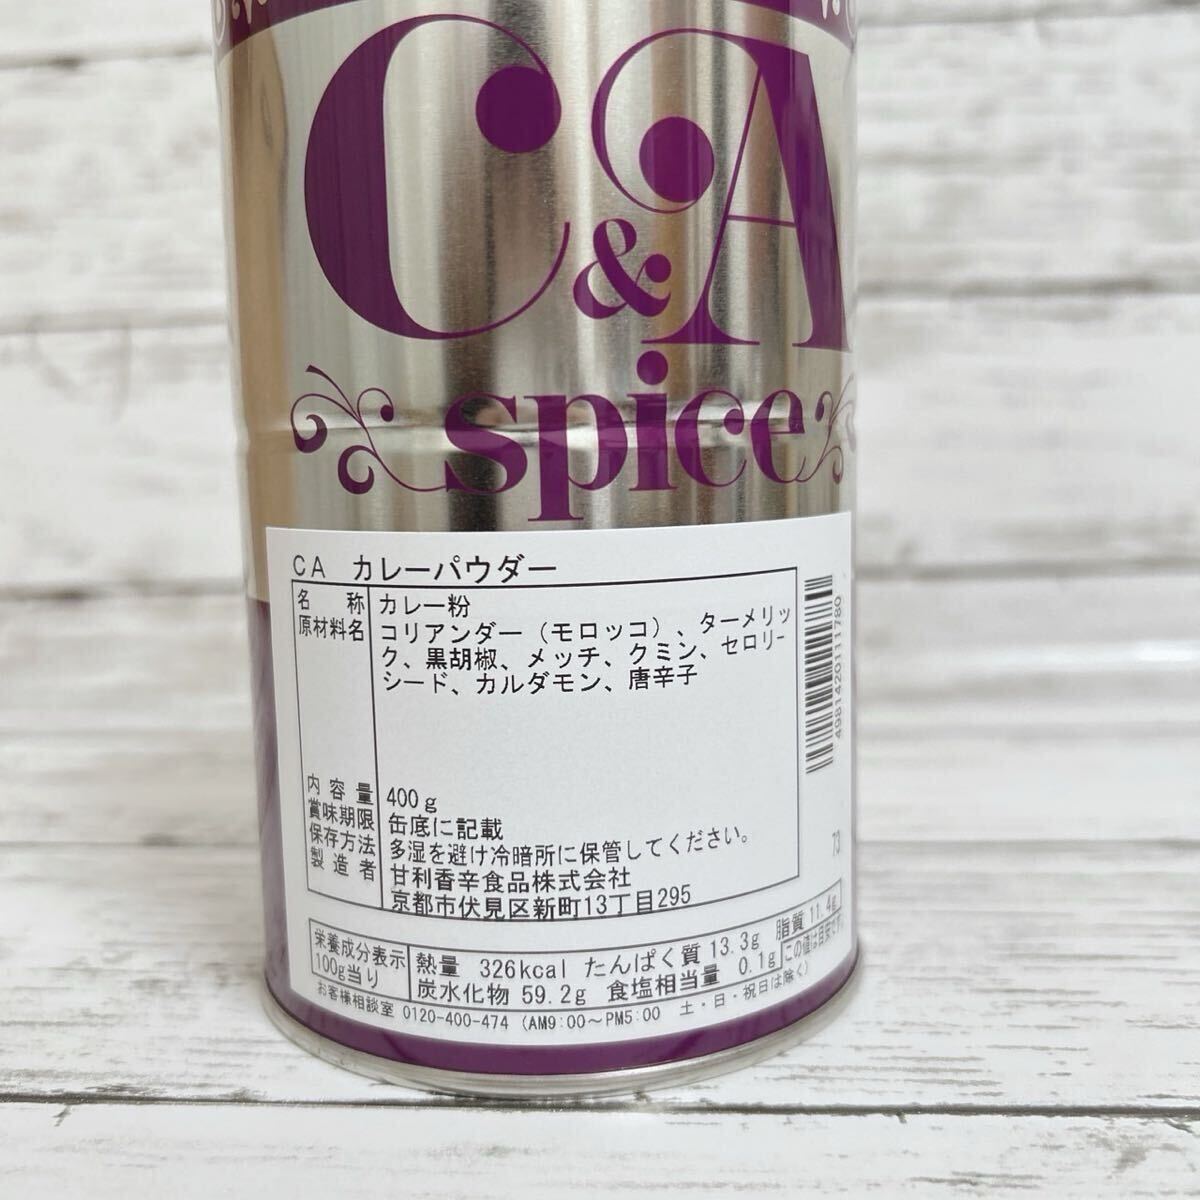 C&A
spice
CA カレーパウダー
名称 カレー粉
原材料名 コリアンダー（モロッコ）、ターメリッ
ク、黒胡椒、メッチ、クミン、セロリー
シード、カルダモン、唐辛子
内容量 400g
賞味期限 缶底に記載
保存方法 多湿を避け冷暗所に保管してください。
製造者 甘利香辛食品株式会社
京都市伏見区新町13丁目295
栄養成分表示
100g当り
熱量 326kcal たんぱく質 13.3g 脂質 11.4g
炭水化物 59.2g 食塩相当量 0.1g この値は目安です。
お客様相談室 0120-400-474 （AM9:00～PM5:00 土・日・祝日は除く）
4981420111780
73